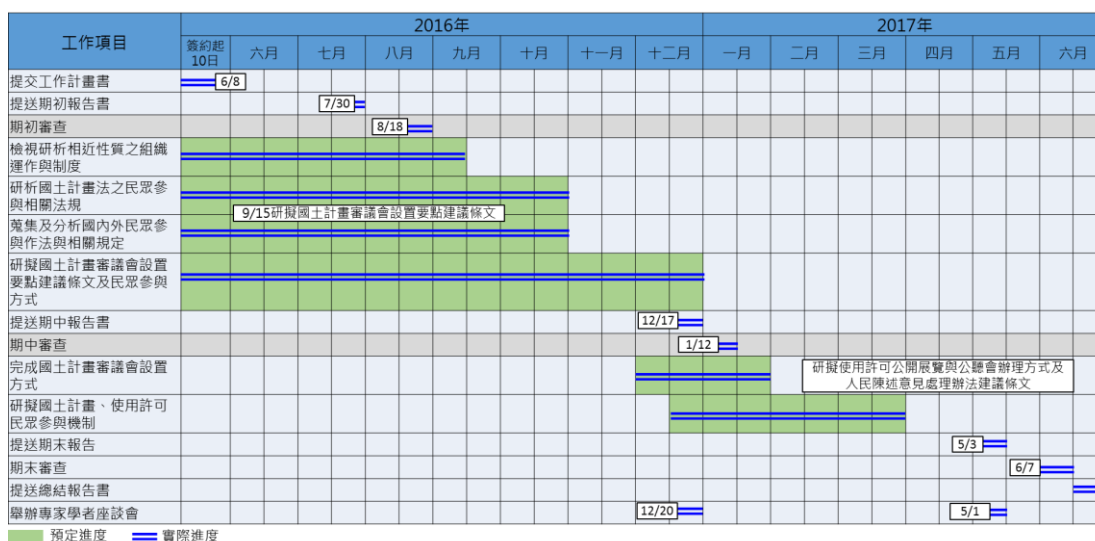 工作項目
2016年
2017年
簽約起
10日
六月
七月
八月
九月
十月
十一月
十二月
一月
二月
三月
四月
五月
六月
提交工作計畫書
6/8
提送期初報告書
7/30
期初審查
8/18
檢視研析相近性質之組織
運作與制度
研析國土計畫法之民眾參
與相關法規
9/15研擬國土計畫審議會設置要點建議條文
蒐集及分析國內外民眾參
與作法與相關規定
研擬國土計畫審議會設置
要點建議條文及民眾參與
方式
提送期中報告書
12/17
期中審查
1/12
完成國土計畫審議會設置
方式
研擬使用許可公開展覽與公聽會辦理方式及
人民陳述意見處理辦法建議條文
研擬國土計畫、使用許可
民眾參與機制
提送期末報告
5/3
期末審查
6/7
提送總結報告書
舉辦專家學者座談會
12/20
5/1
預定進度
實際進度